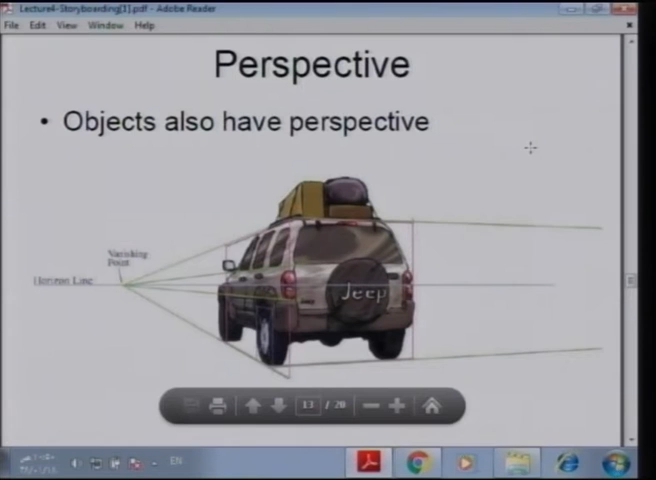 Lecture4-Storyboarding[1].pdf - Adobe Reader
File Edit View Window Help
Perspective
• Objects also have perspective
Vanishing
Point
Horizon Line
Jeep
13 / 20
EN